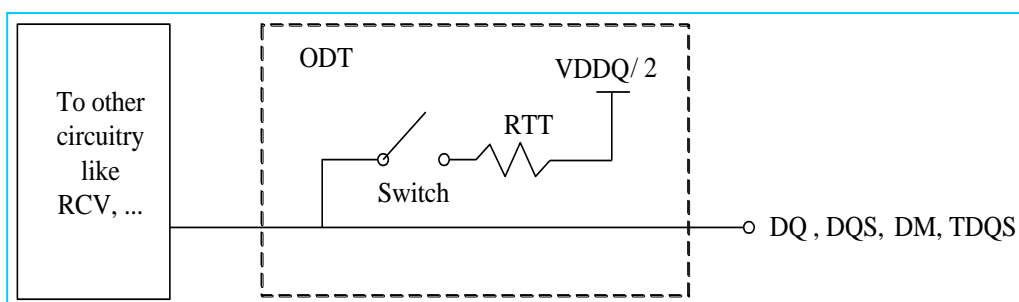 To other
circuitry
like
RCV, ...
ODT
VDDQ/ 2
RTT
Switch
DQ , DQS, DM, TDQS